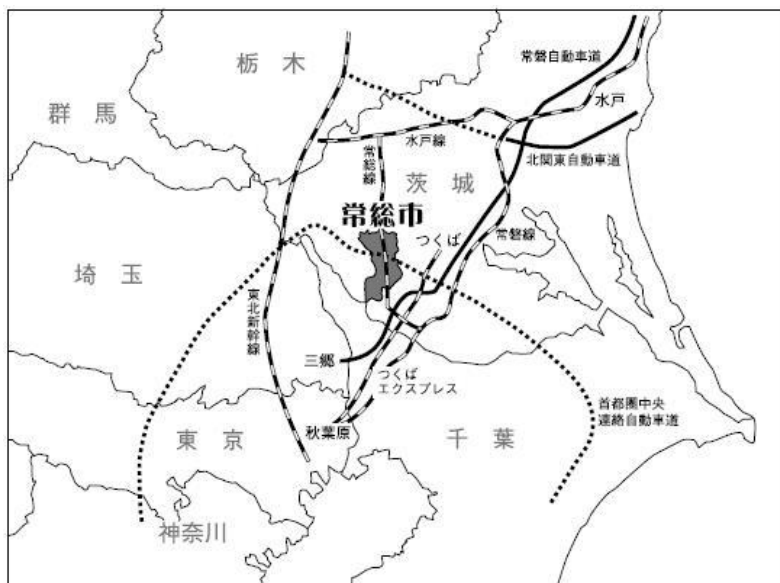 常磐自動車道
栃木
群馬
水戸
水戸線
北関東自動車道
常総線
茨城
常総市
つくば
常磐線
埼玉
東北新幹線
三郷
つくば
エクスプレス
首都圏中央
連絡自動車道
秋葉原
東京
千葉
神奈川